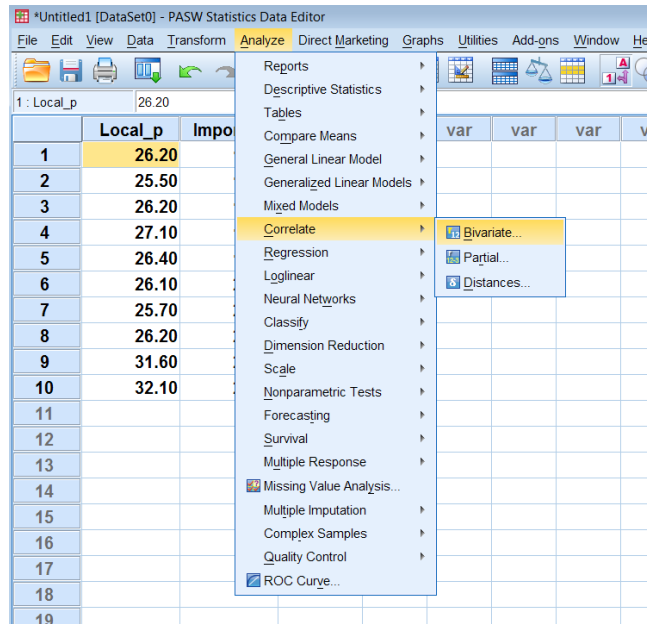 *Untitled1 [DataSet0] - PASW Statistics Data Editor
File Edit View Data Transform Analyze Direct Marketing Graphs Utilities Add-ons Window He
1 : Local_p 26.20
Local_p Impor var var var v
1 26.20
2 25.50
3 26.20
4 27.10
5 26.40
6 26.10
7 25.70
8 26.20
9 31.60
10 32.10
11
12
13
14
15
16
17
18
19
Reports
Descriptive Statistics
Tables
Compare Means
General Linear Model
Generalized Linear Models
Mixed Models
Correlate
Regression
Loglinear
Neural Networks
Classify
Dimension Reduction
Scale
Nonparametric Tests
Forecasting
Survival
Multiple Response
Missing Value Analysis...
Multiple Imputation
Complex Samples
Quality Control
ROC Curve...
Bivariate...
Partial...
Distances...